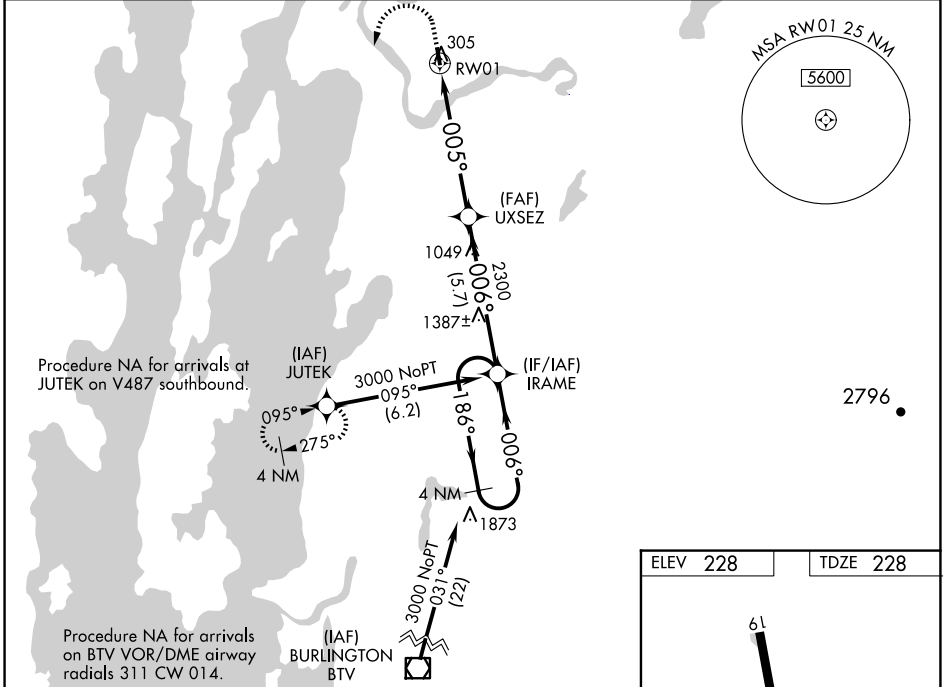 305
RW01
MSA RW01 25 NM
5600
005°
(FAF)
UXSEZ
1049
2300
006°
(5.7)
1387±
Procedure NA for arrivals at
JUTEK on V487 southbound.
(IAF)
JUTEK
3000 NoPT
095°
(6.2)
(IF/IAF)
IRAME
2796
095°
275°
4 NM
186°
006°
4 NM
1873
3000 NoPT
031°
(22)
ELEV 228
TDZE 228
19
Procedure NA for arrivals
on BTV VOR/DME airway
radials 311 CW 014.
(IAF)
BURLINGTON
BTV